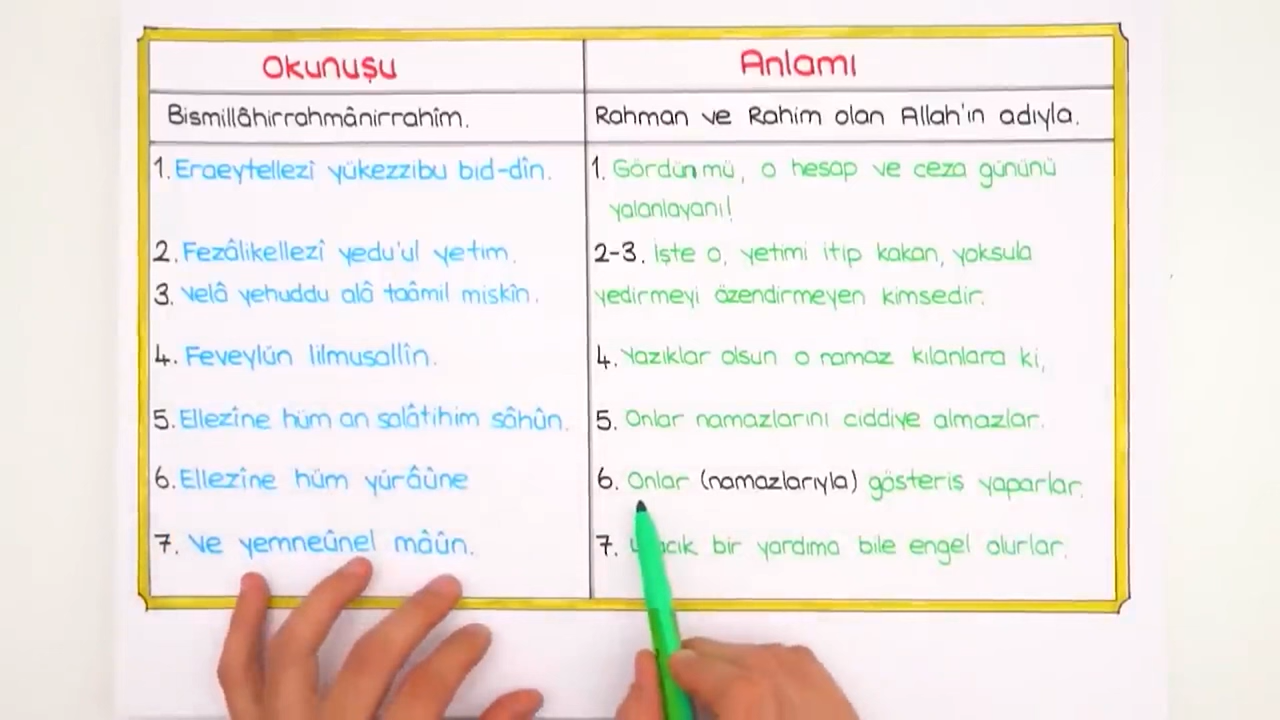 Okunuşu
Anlamı
Bismillâhirrahmânirrahîm.
Rahman ve Rahim olan Allah'ın adıyla.
1. Eraeytellezî yükezzibu bid-dîn.
2. Fezâlikellezî yedu'ul yetim.
3. Velâ yehuddu alâ taâmil miskîn.
4. Feveylün lilmusallîn.
5. Ellezîne hüm an salâtihim sâhûn.
6. Ellezîne hüm yürâûne
7. Ve yemneûnel mâûn.
1. Gördün mü, o hesap ve ceza gününü
yalanlayanı!
2-3. İşte o, yetimi itip kakan, yoksula
yedirmeyi özendirmeyen kimsedir.
4. Yazıklar olsun o namaz kılanlara ki,
5. Onlar namazlarını ciddiye almazlar.
6. Onlar (namazlarıyla) gösteriş yaparlar.
7. bir yardıma bile engel olurlar.